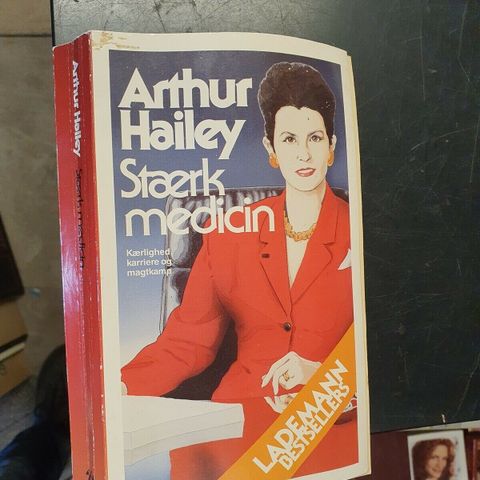 Arthur
Hailey
Stærk
medicin
Kærlighed
karriere og
magtkamp
LADEMANN
BESTSELLERS
Arthur Hailey
Stærk medicin